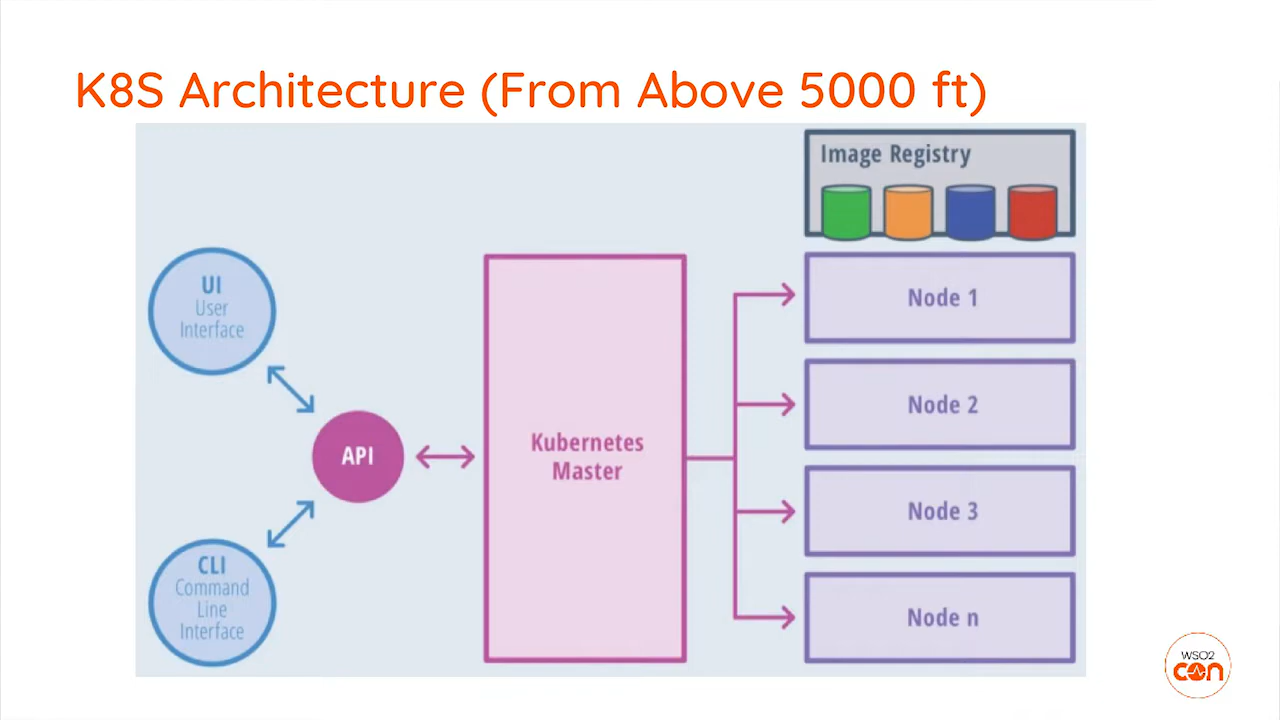 K8S Architecture (From Above 5000 ft)
Image Registry
UI
User
Interface
Node 1
Node 2
API
Kubernetes
Master
Node 3
CLI
Command
Line
Interface
Node n
WSO2
con